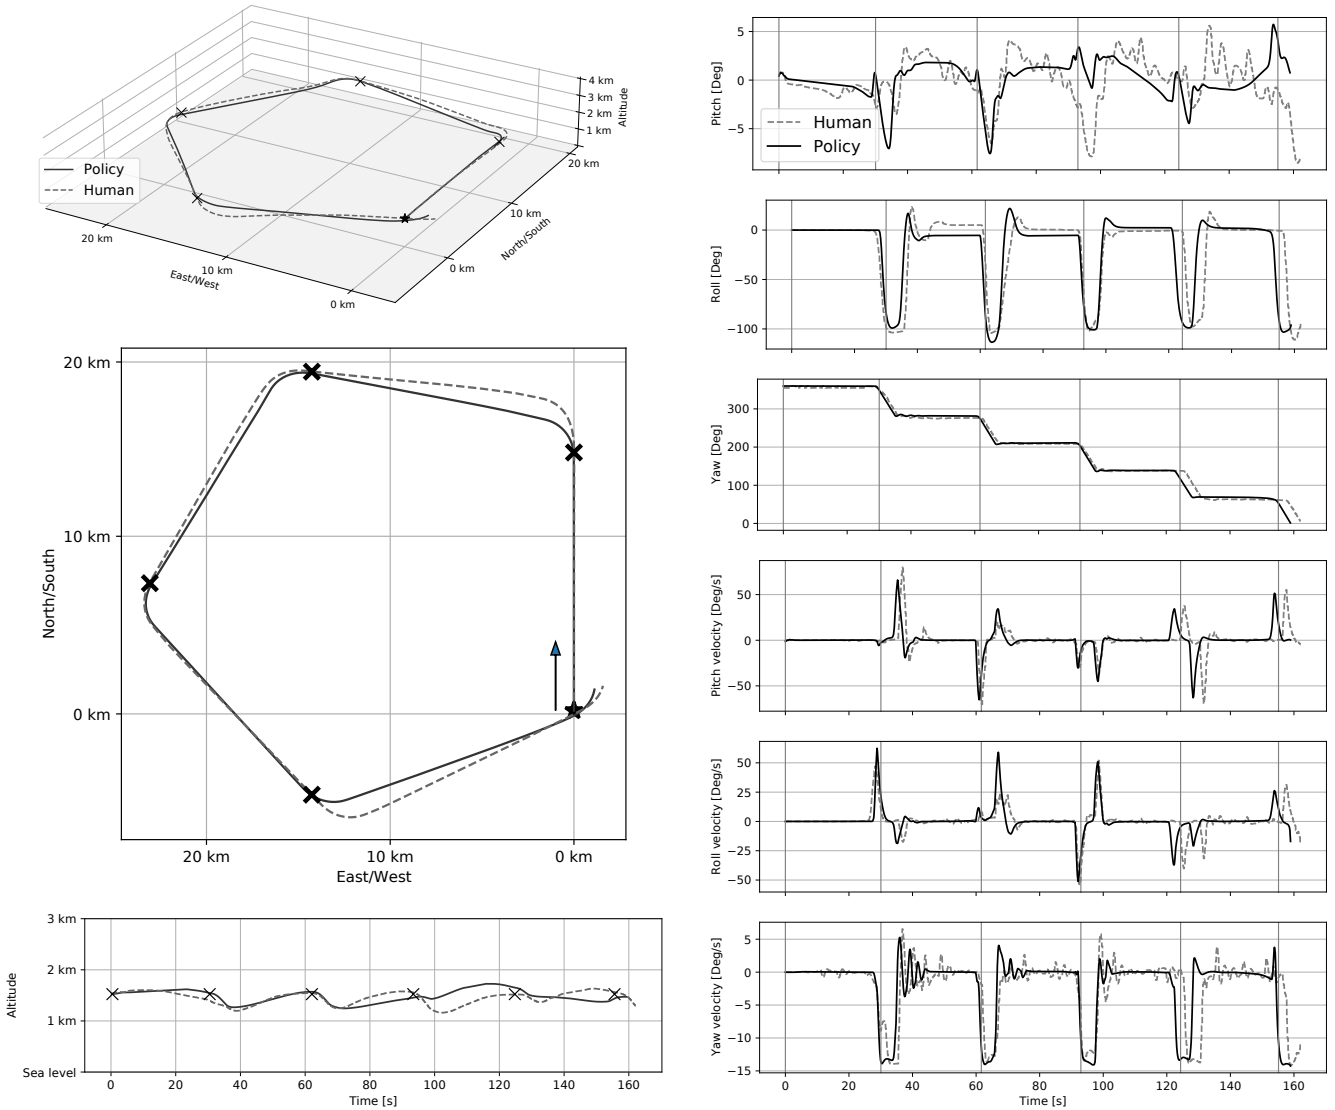 4 km
3 km
2 km
1 km
Altitude
20 km
10 km
0 km
North/South
20 km
10 km
0 km
East/West
Policy
Human
20 km
10 km
0 km
North/South
20 km
10 km
0 km
East/West
3 km
2 km
1 km
Sea level
Altitude
0 20 40 60 80 100 120 140 160
Time [s]
5
0
−5
Pitch [Deg]
Human
Policy
0
−50
−100
Roll [Deg]
300
200
100
0
Yaw [Deg]
50
0
−50
Pitch velocity [Deg/s]
50
25
0
−25
−50
Roll velocity [Deg/s]
5
0
−5
−10
−15
Yaw velocity [Deg/s]
0 20 40 60 80 100 120 140 160
Time [s]